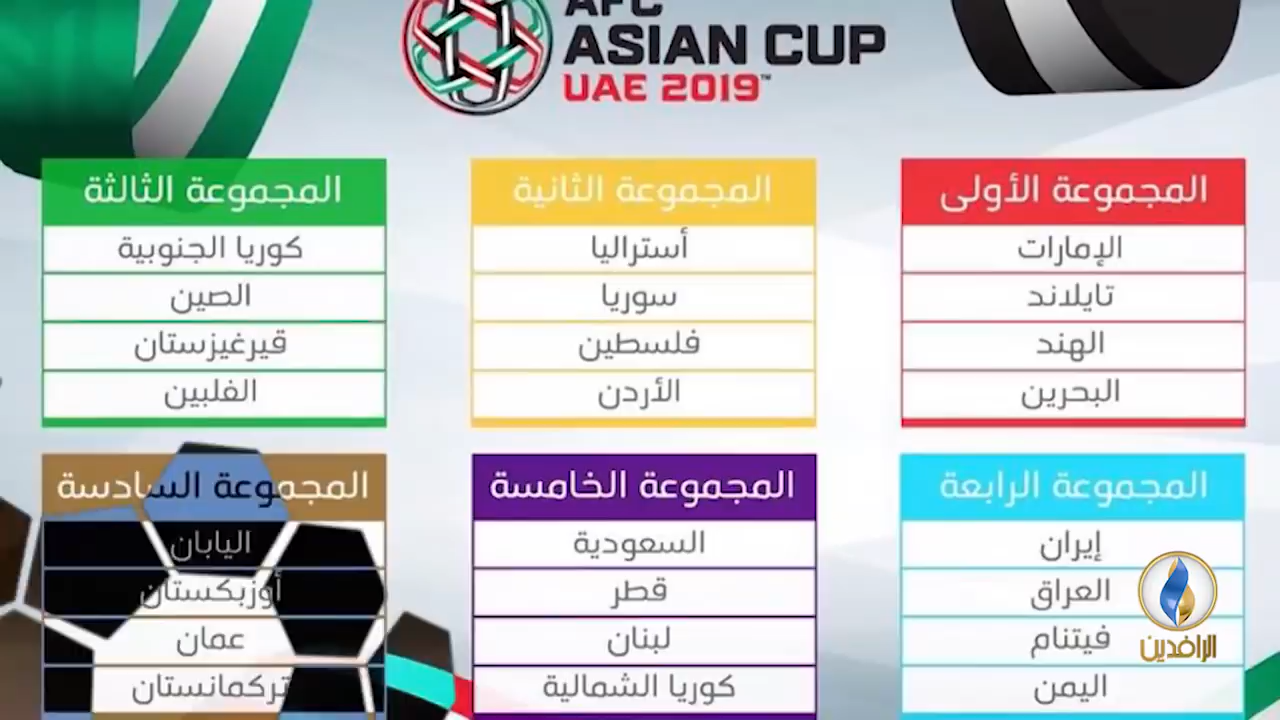 AFC
ASIAN CUP
UAE 2019™
المجموعة الأولى
الإمارات
تايلاند
الهند
البحرين
المجموعة الثانية
أستراليا
سوريا
فلسطين
الأردن
المجموعة الثالثة
كوريا الجنوبية
الصين
قيرغيزستان
الفلبين
المجموعة الرابعة
إيران
العراق
فيتنام
اليمن
المجموعة الخامسة
السعودية
قطر
لبنان
كوريا الشمالية
المجموعة السادسة
اليابان
أوزبكستان
عمان
تركمانستان
الرافدين